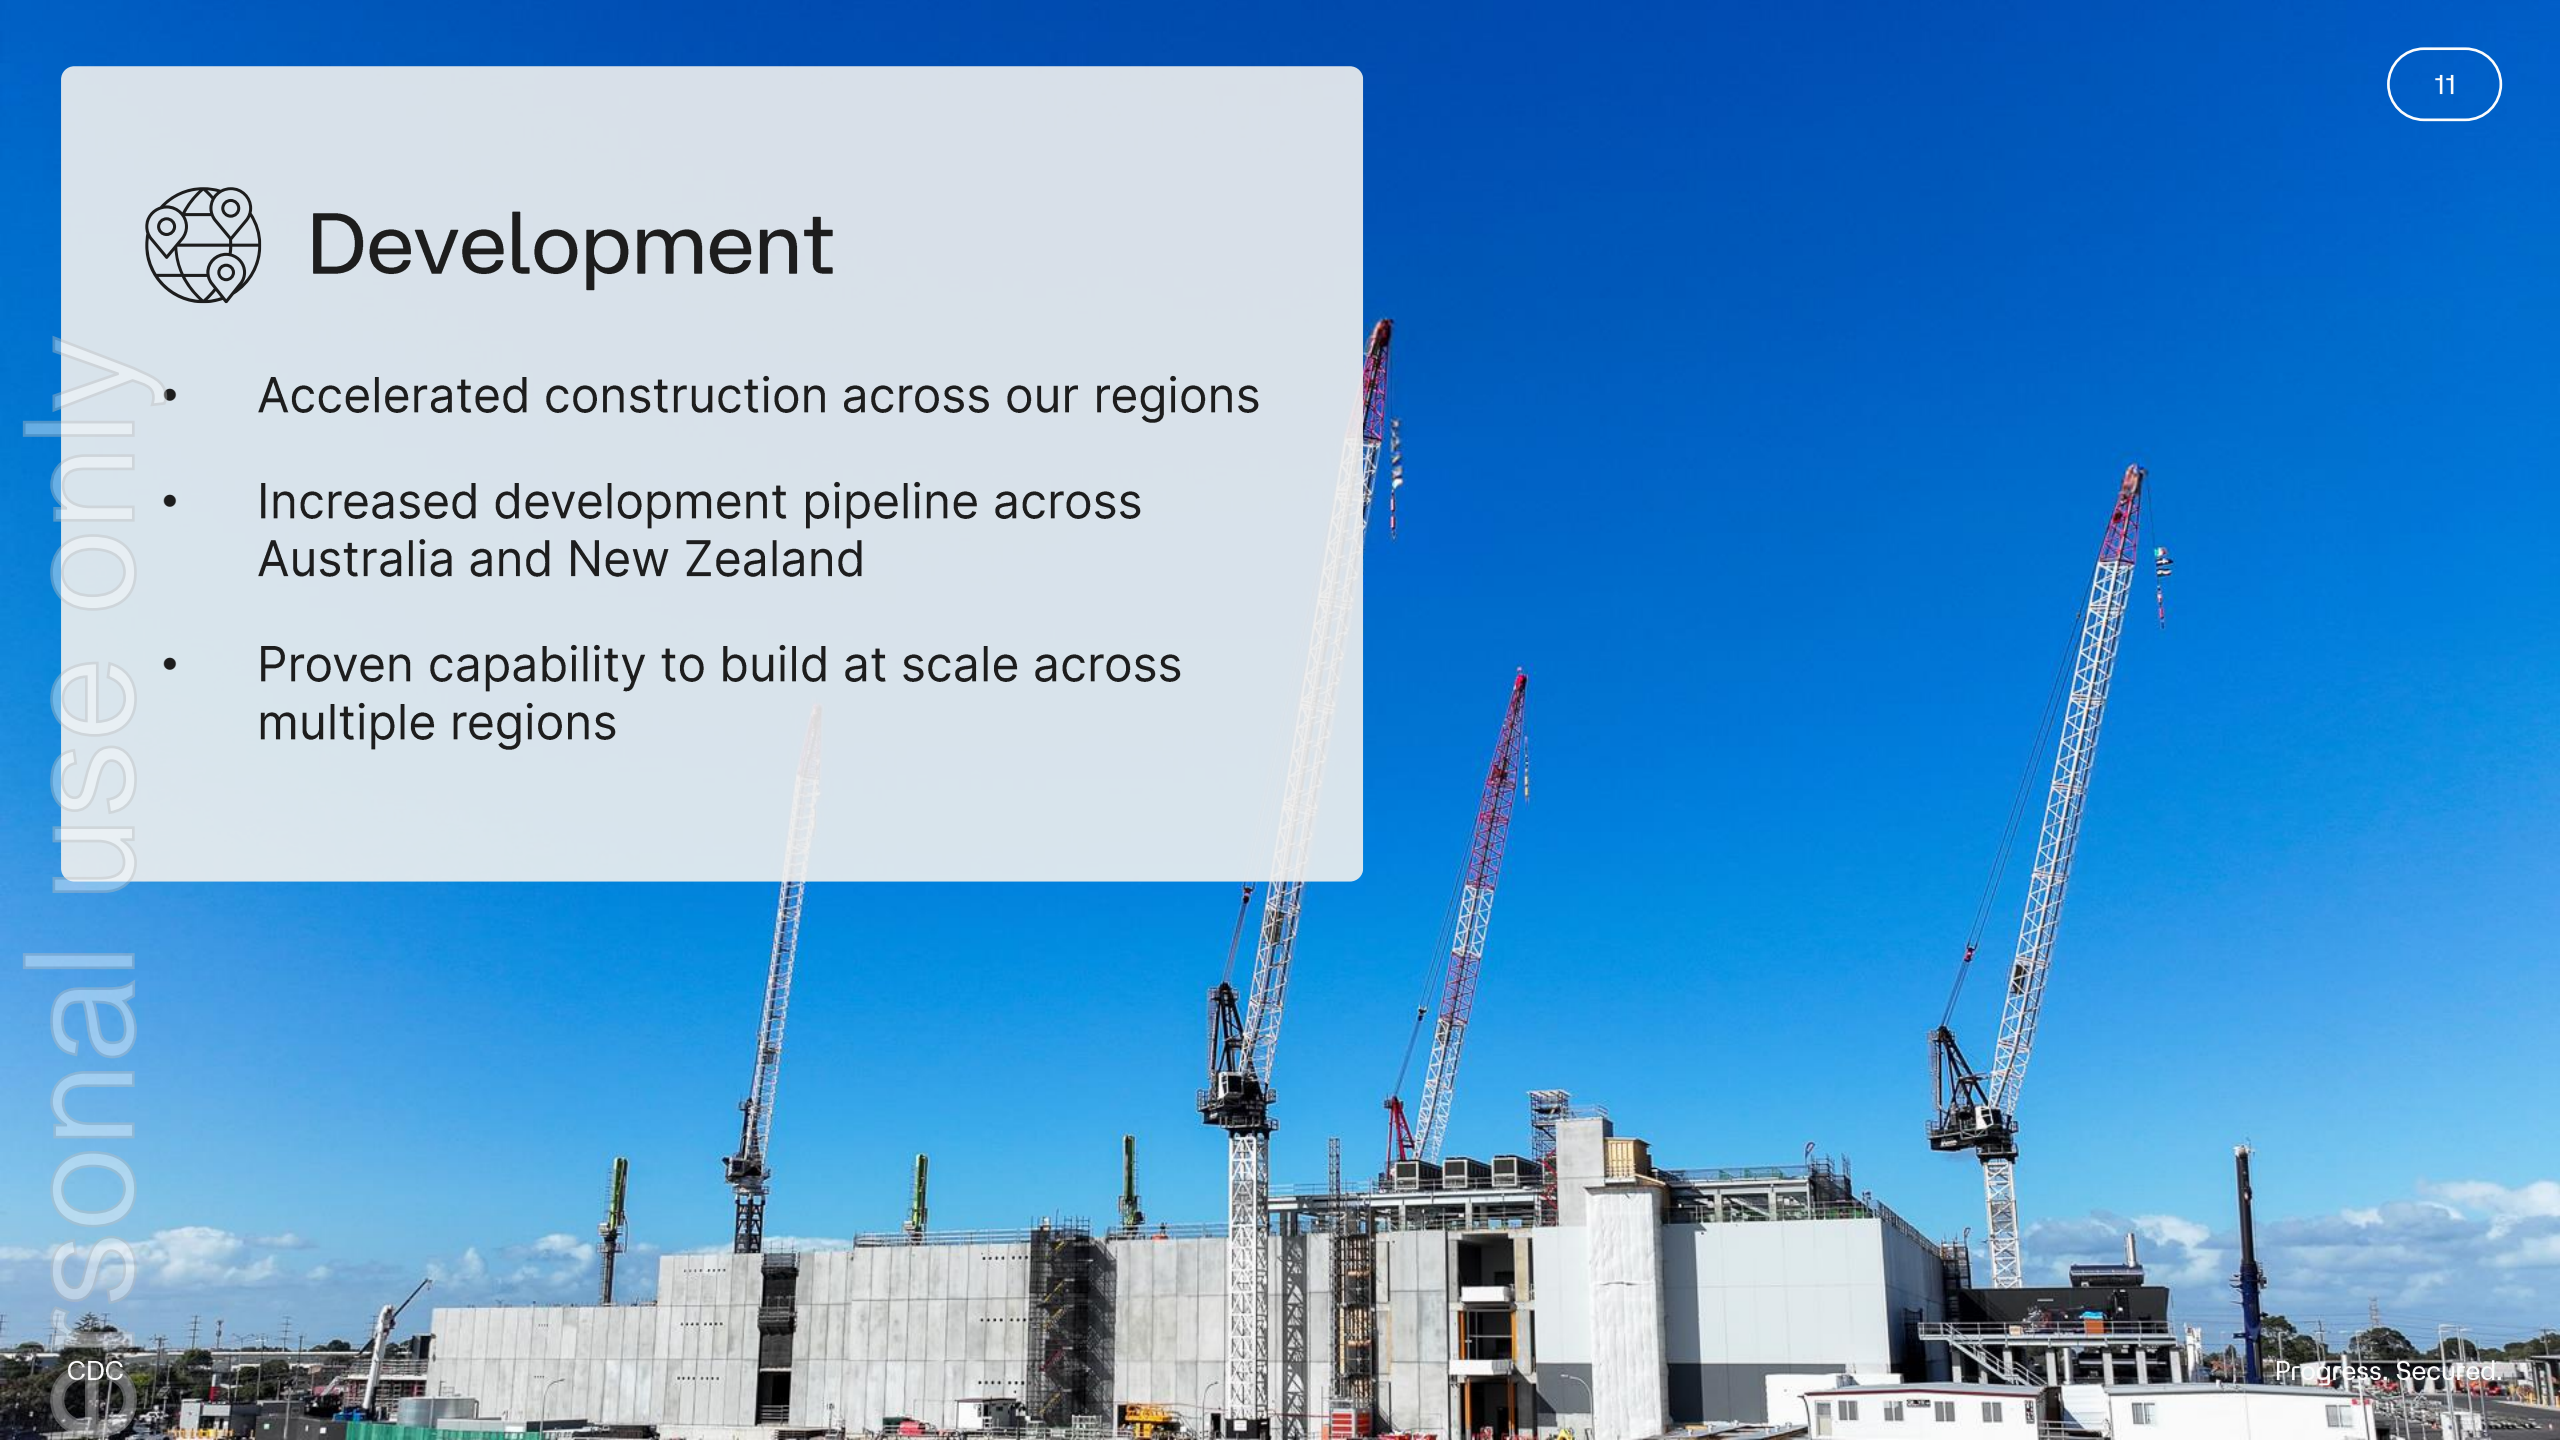 11
Development
• Accelerated construction across our regions
• Increased development pipeline across
Australia and New Zealand
• Proven capability to build at scale across
multiple regions
ersonal use only
CDC
Progress. Secured.